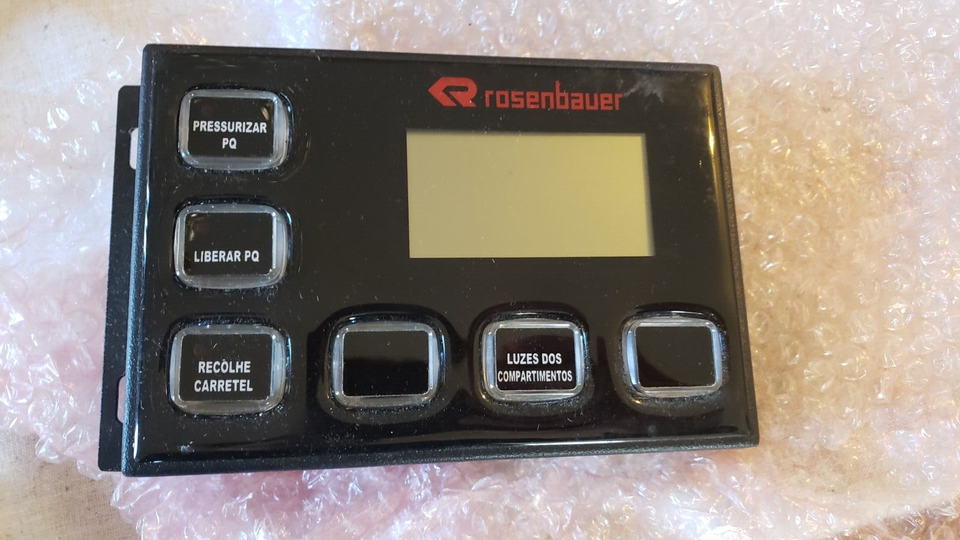 rosenbauer
PRESSURIZAR
PQ
LIBERAR PQ
RECOLHE
CARRETEL
LUZES DOS
COMPARTIMENTOS